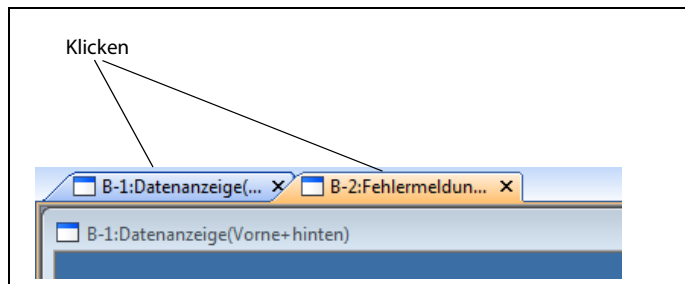 Klicken
B-1:Datenanzeige(... X B-2:Fehlermeldun... X
B-1:Datenanzeige(Vorne+hinten)